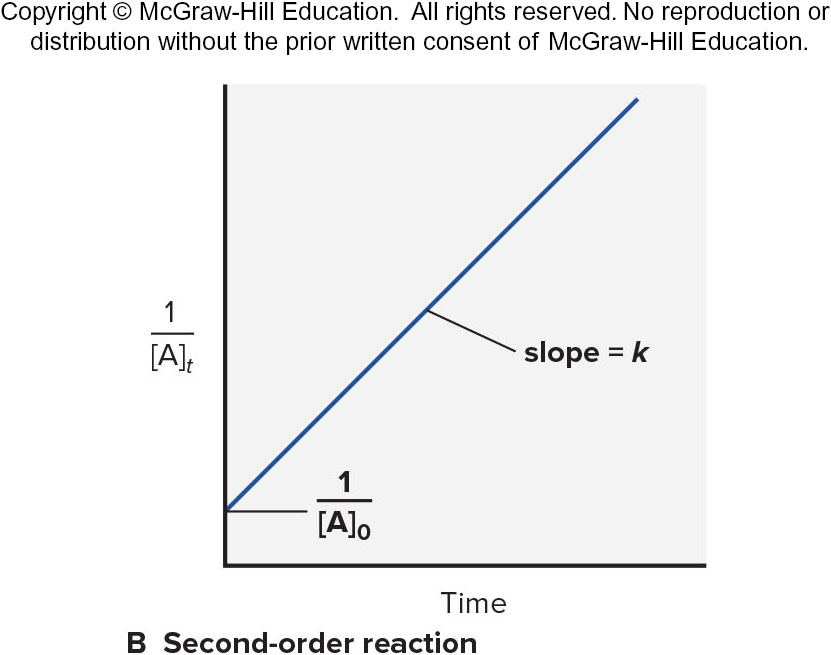 Copyright © McGraw-Hill Education.  All rights reserved. No reproduction or
distribution without the prior written consent of McGraw-Hill Education.
1
[A]t
slope = k
1
[A]0
Time
B  Second-order reaction